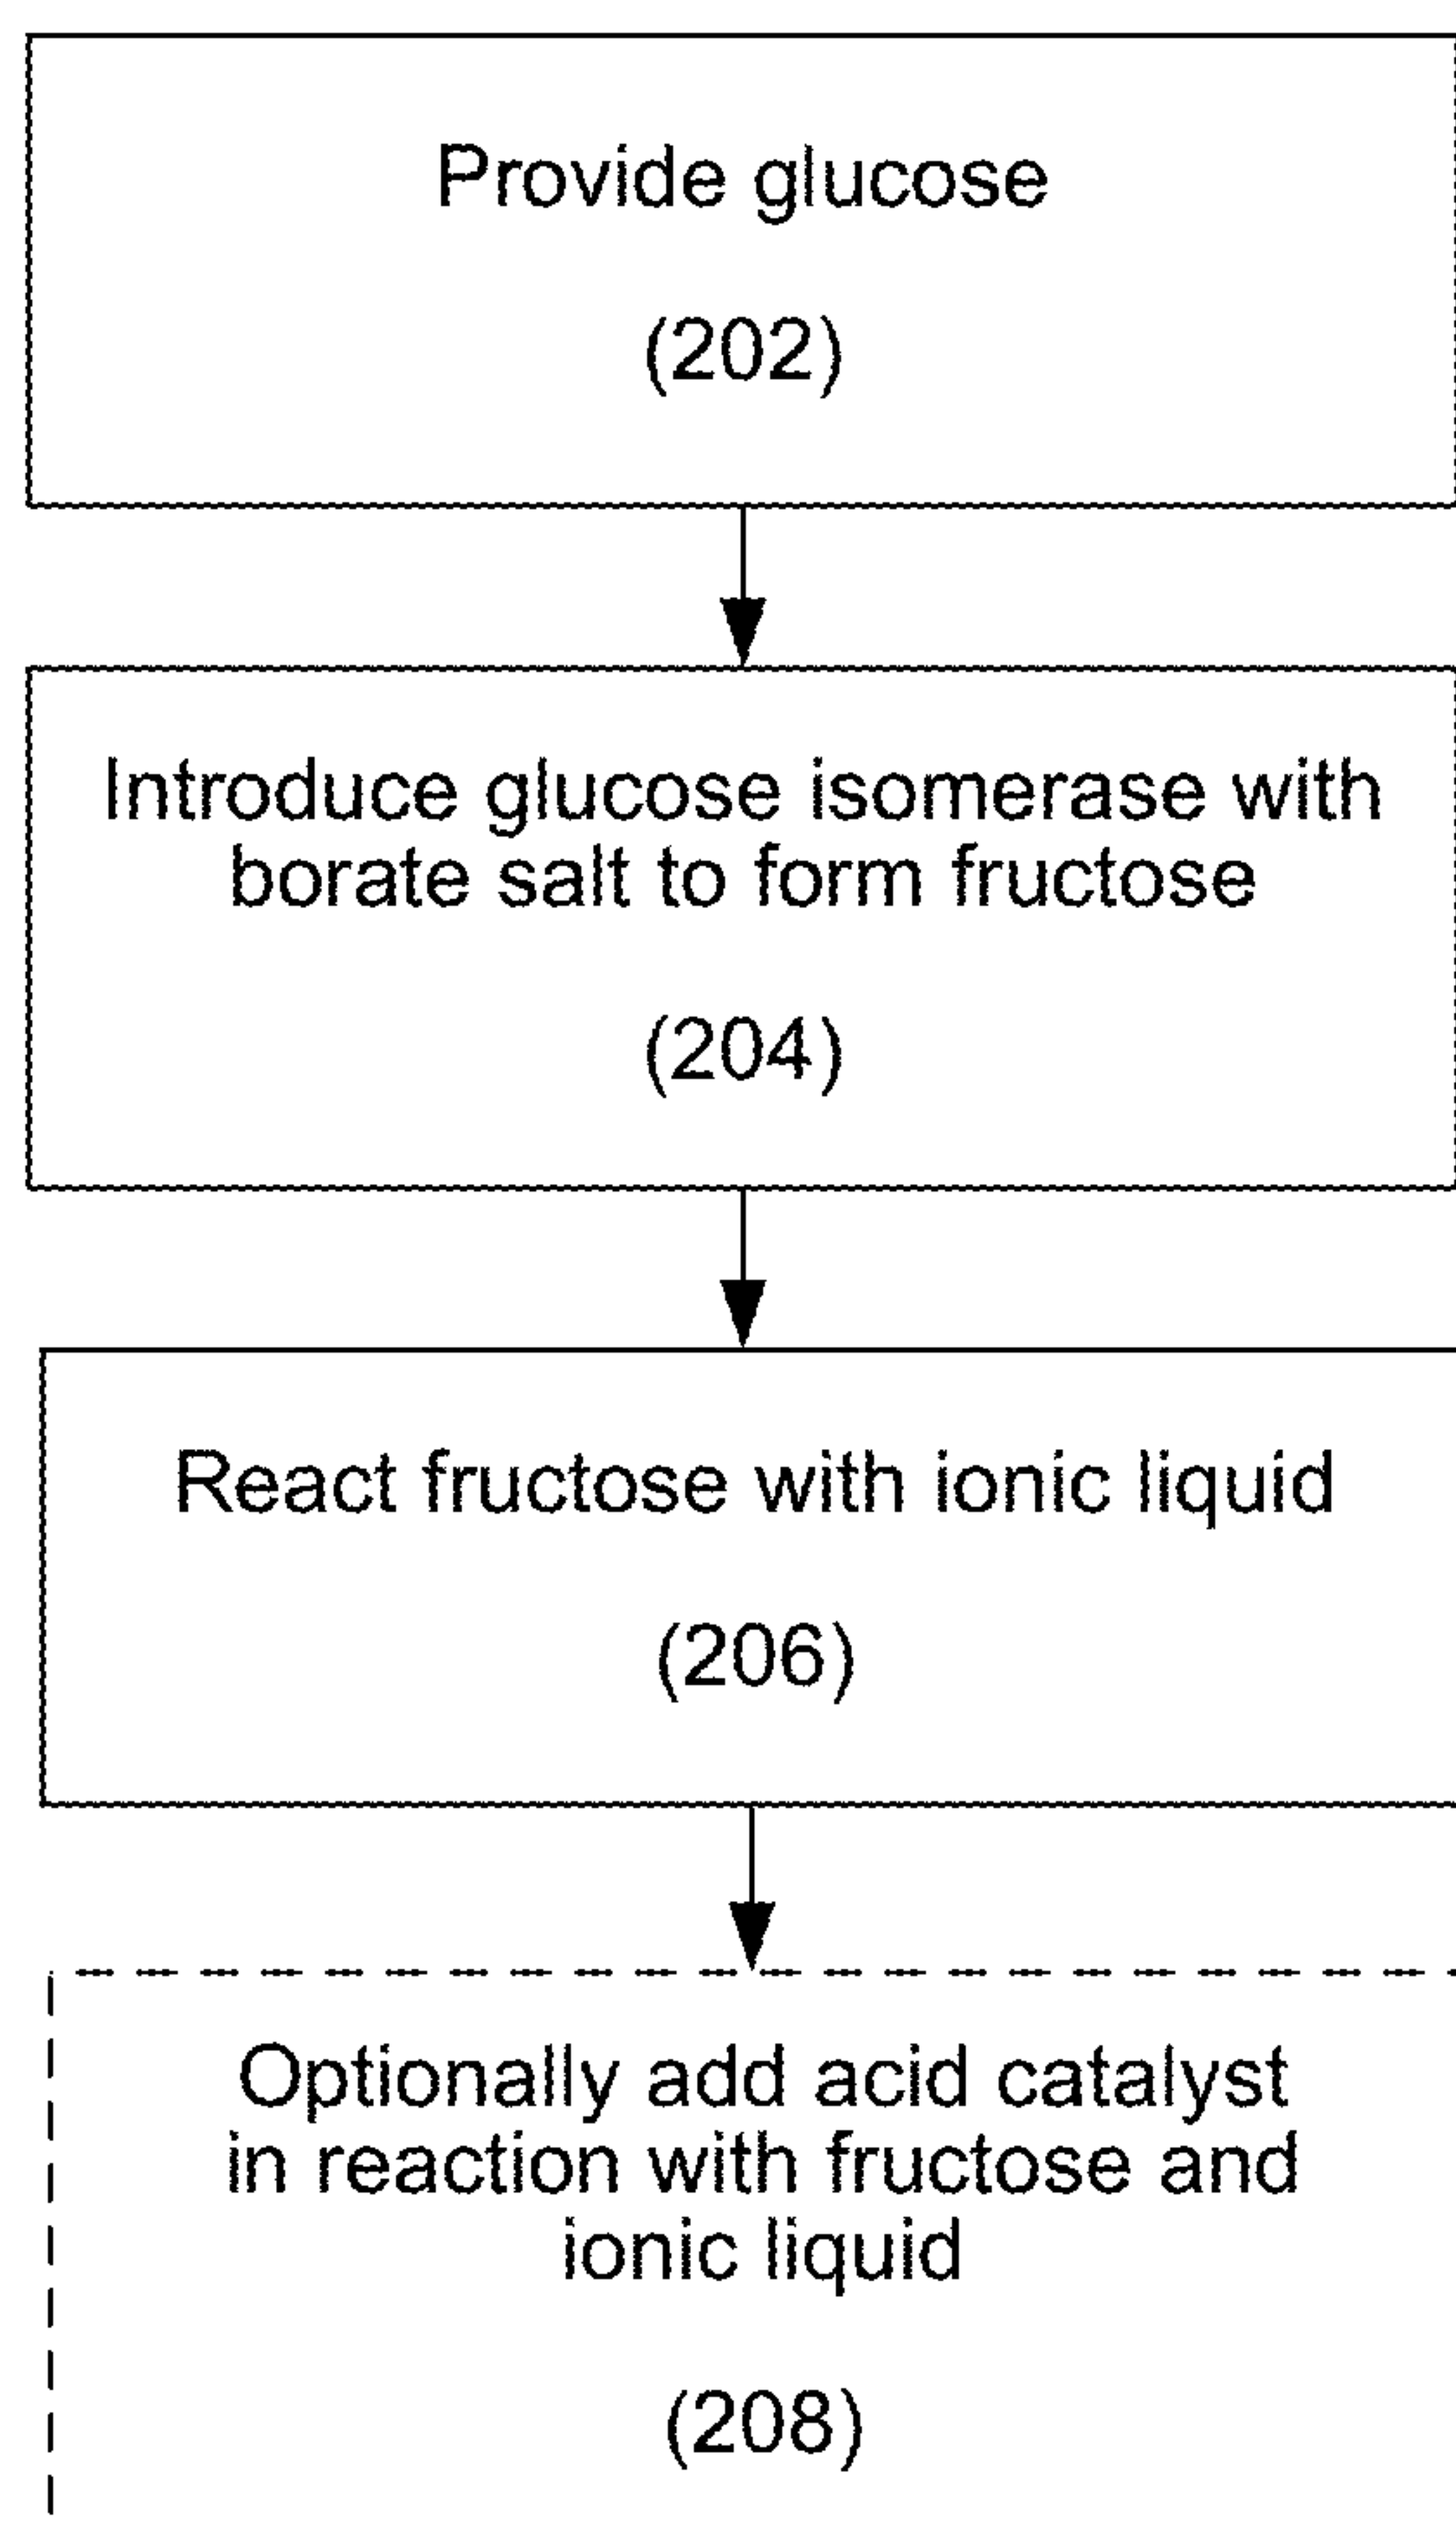 Provide glucose
(202)
Introduce glucose isomerase with
borate salt to form fructose
(204)
React fructose with ionic liquid
(206)
Optionally add acid catalyst
in reaction with fructose and
ionic liquid
(208)